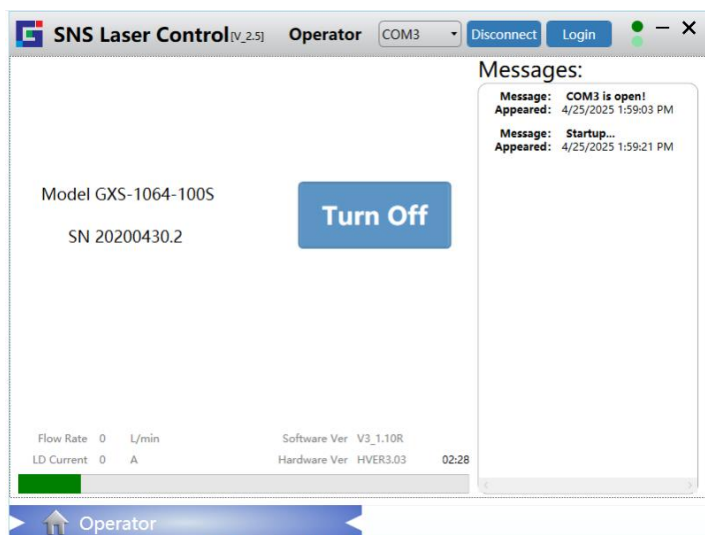 SNS Laser Control [V_2.5] Operator COM3 Disconnect Login
Messages:
Message: COM3 is open!
Appeared: 4/25/2025 1:59:03 PM
Message: Startup...
Appeared: 4/25/2025 1:59:21 PM
Model GXS-1064-100S
SN 20200430.2
Turn Off
Flow Rate 0 L/min Software Ver V3_1.10R
LD Current 0 A Hardware Ver HVER3.03 02:28
Operator